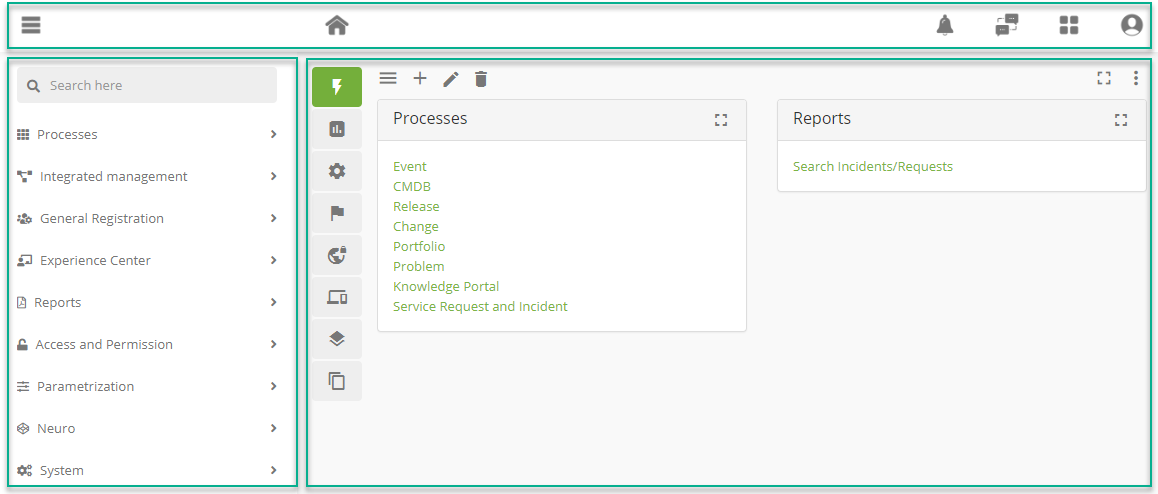 Search here
Processes
Integrated management
General Registration
Experience Center
Reports
Access and Permission
Parametrization
Neuro
System
Processes
Event
CMDB
Release
Change
Portfolio
Problem
Knowledge Portal
Service Request and Incident
Reports
Search Incidents/Requests